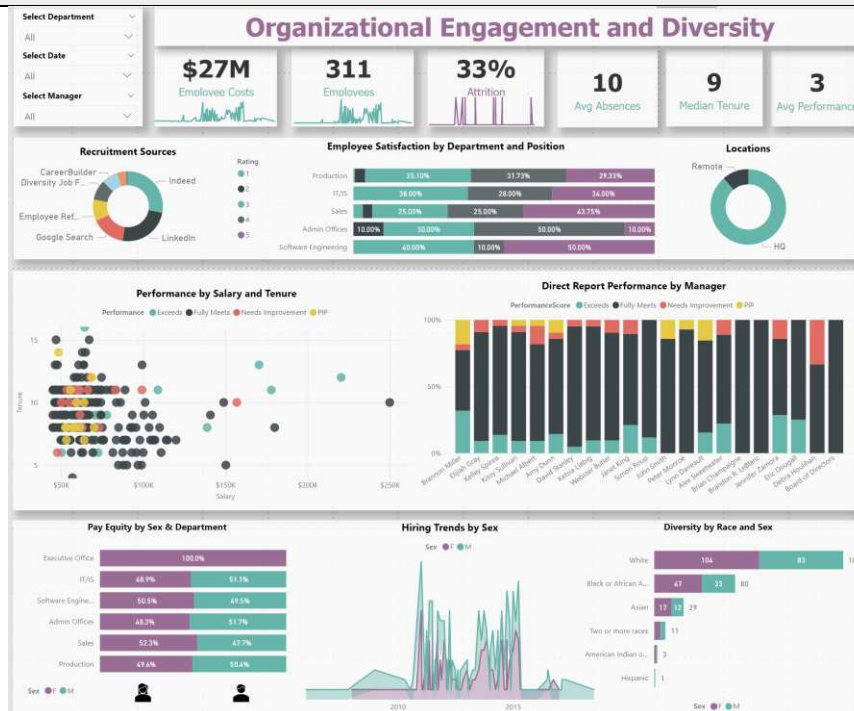 Organizational Engagement and Diversity
Select Department
All
Select Date
All
Select Manager
All
$27M
Employee Costs
311
Employees
33%
Attrition
10
Avg Absences
9
Median Tenure
3
Avg Performance
Recruitment Sources
CareerBuilder
Diversity Job F...
Employee Ref...
Google Search
Indeed
LinkedIn
Employee Satisfaction by Department and Position
Rating
1
2
3
4
5
Production 35.10% 31.73% 29.33%
IT/IS 38.00% 28.00% 34.00%
Sales 25.00% 25.00% 43.75%
Admin Offices 10.00% 30.00% 50.00% 10.00%
Software Engineering 40.00% 10.00% 50.00%
Locations
Remote
HQ
Performance by Salary and Tenure
Performance Exceeds Fully Meets Needs Improvement PIP
Tenure
15
10
5
$50K $100K $150K $200K $250K
Salary
Direct Report Performance by Manager
PerformanceScore Exceeds Fully Meets Needs Improvement PIP
100%
50%
0%
Brannon Miller
Elijiah Gray
Kelley Spirea
Kissy Sullivan
Michael Albert
Amy Dunn
David Stanley
Ketsia Liebig
Webster Butler
Janet King
Simon Roup
John Smith
Peter Monroe
Lynn Daneault
Alex Sweetwater
Brian Champaigne
Brandon R. LeBlanc
Jennifer Zamora
Eric Dougall
Debra Houlihan
Board of Directors
Pay Equity by Sex & Department
Executive Office 100.0%
IT/IS 48.9% 51.1%
Software Engine... 50.5% 49.5%
Admin Offices 48.3% 51.7%
Sales 52.3% 47.7%
Production 49.6% 50.4%
Sex F M
Hiring Trends by Sex
Sex F M
2010 2015
Diversity by Race and Sex
White 104 83
Black or African A... 47 33 80
Asian 17 12 29
Two or more races 11
American Indian o... 3
Hispanic 1
Sex F M